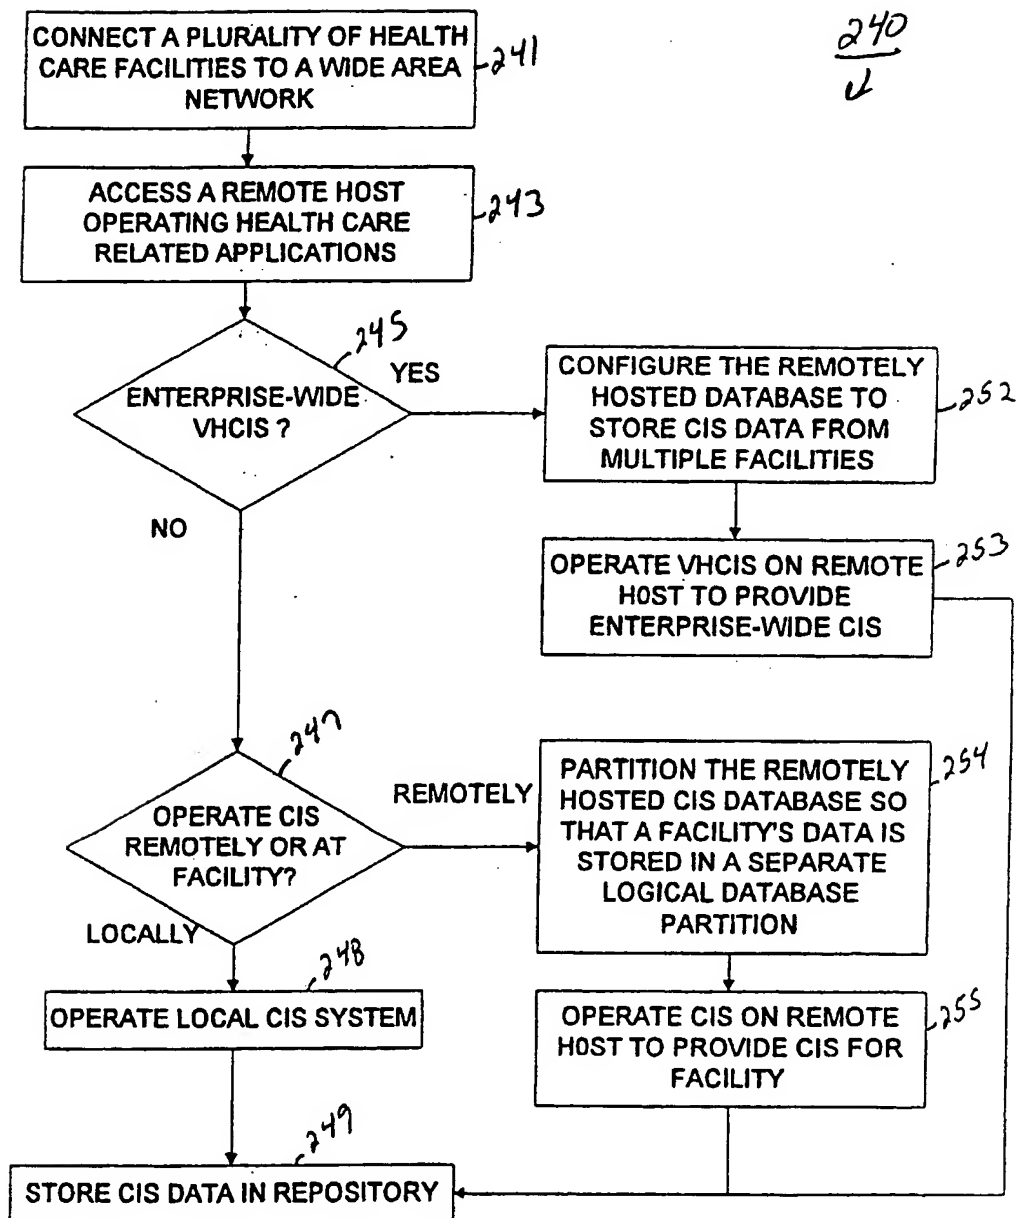 240
CONNECT A PLURALITY OF HEALTH
CARE FACILITIES TO A WIDE AREA
NETWORK
241
ACCESS A REMOTE HOST
OPERATING HEALTH CARE
RELATED APPLICATIONS
243
245
ENTERPRISE-WIDE
VHCIS ?
YES
NO
CONFIGURE THE REMOTELY
HOSTED DATABASE TO
STORE CIS DATA FROM
MULTIPLE FACILITIES
252
OPERATE VHCIS ON REMOTE
HOST TO PROVIDE
ENTERPRISE-WIDE CIS
253
247
OPERATE CIS
REMOTELY OR AT
FACILITY?
REMOTELY
LOCALLY
PARTITION THE REMOTELY
HOSTED CIS DATABASE SO
THAT A FACILITY'S DATA IS
STORED IN A SEPARATE
LOGICAL DATABASE
PARTITION
254
248
OPERATE LOCAL CIS SYSTEM
OPERATE CIS ON REMOTE
HOST TO PROVIDE CIS FOR
FACILITY
255
249
STORE CIS DATA IN REPOSITORY